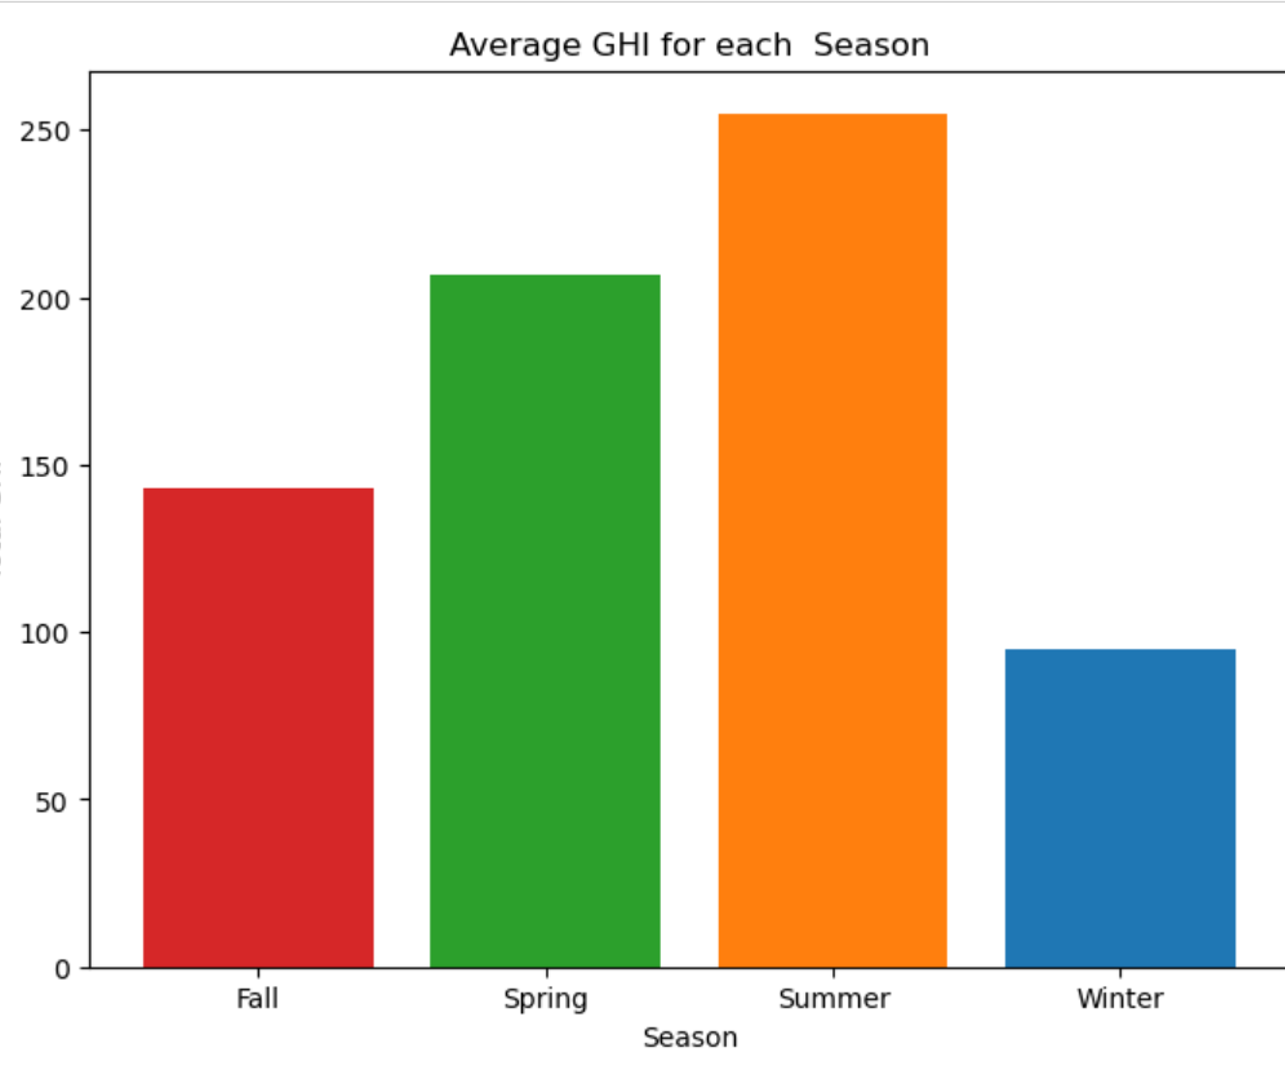 Average GHI for each  Season
250
200
150
100
50
0
Fall
Spring
Summer
Winter
Season